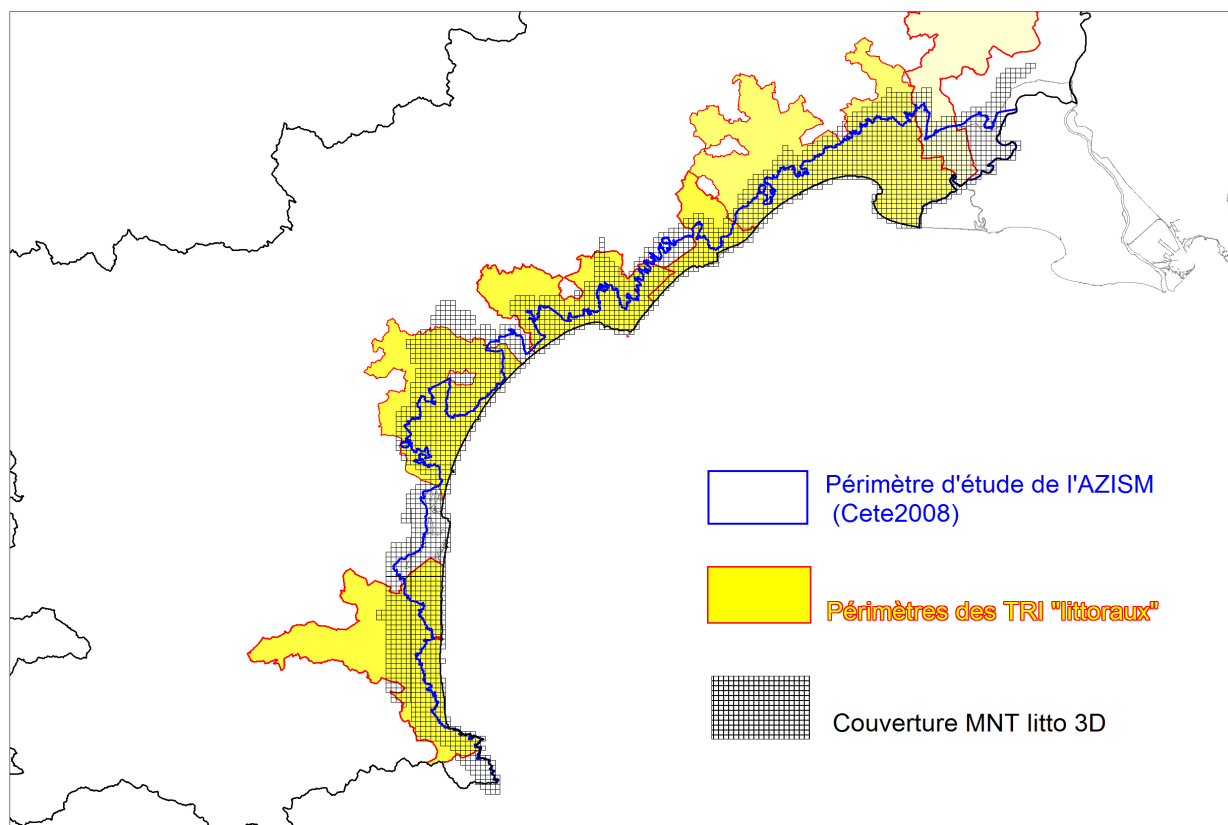 Périmètre d'étude de l'AZISM
(Cete2008)
Périmètres des TRI "littoraux"
Couverture MNT litto 3D